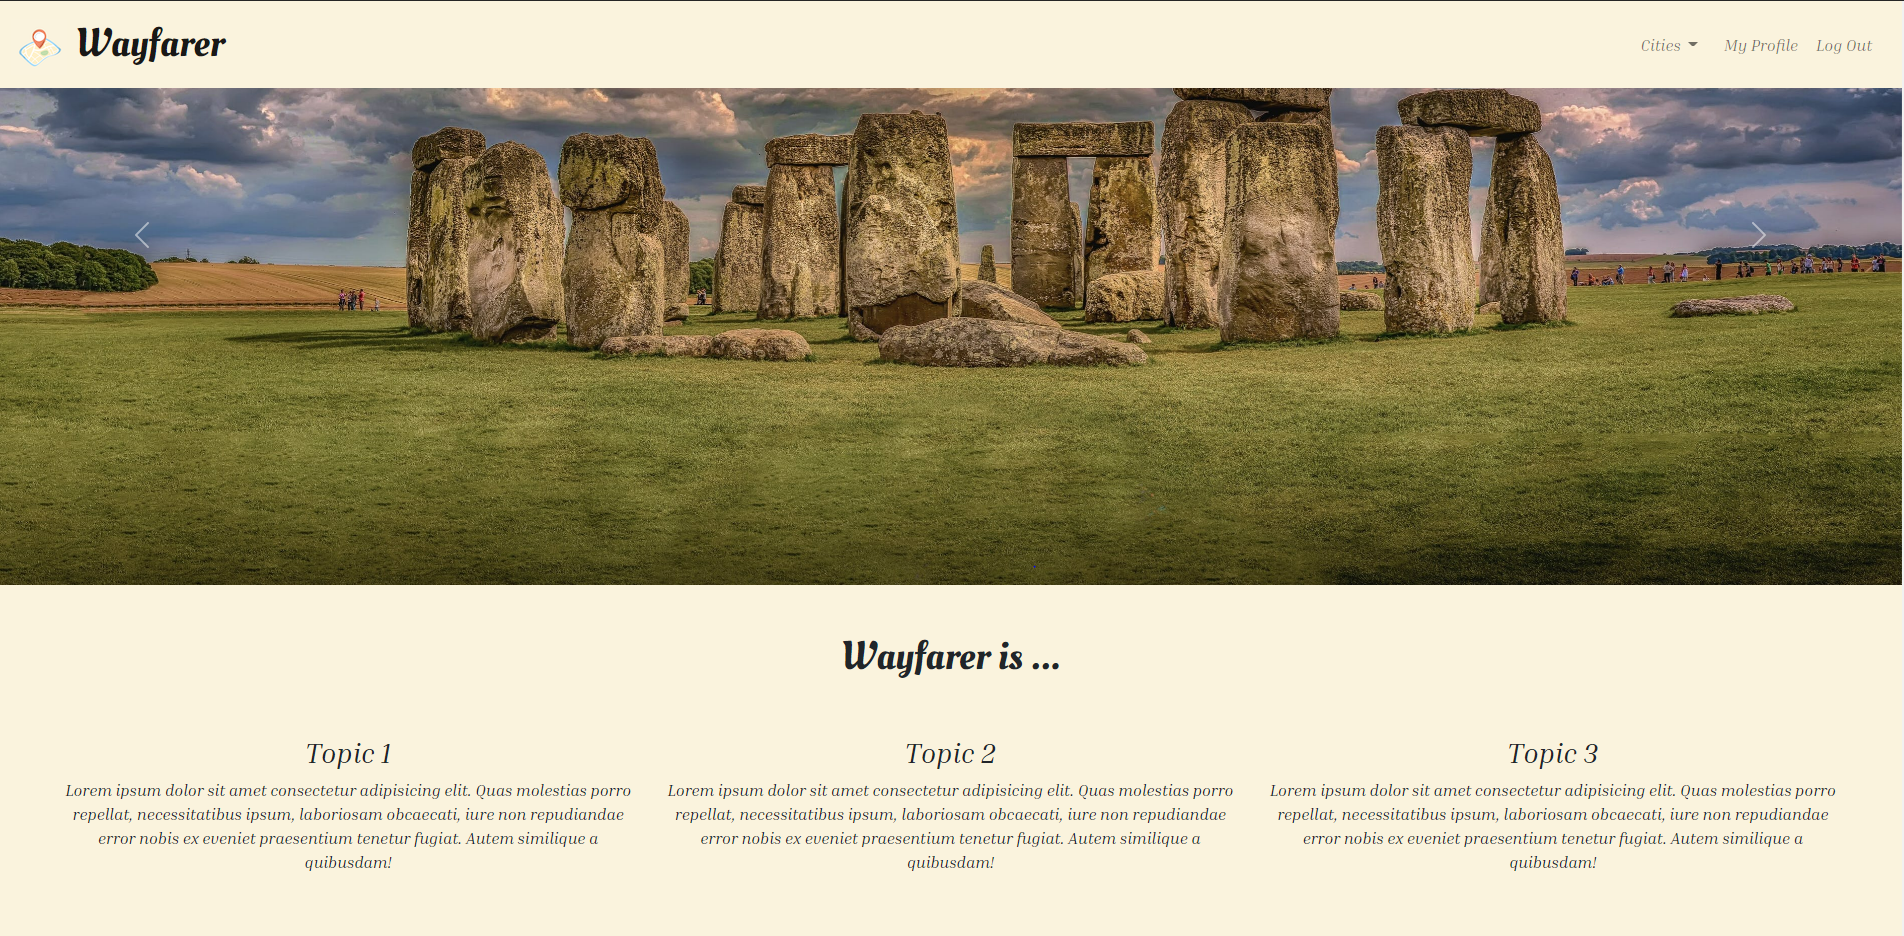 Wayfarer
Cities My Profile Log Out
Wayfarer is ...
Topic 1
Lorem ipsum dolor sit amet consectetur adipisicing elit. Quas molestias porro
repellat, necessitatibus ipsum, laboriosam obcaecati, iure non repudiandae
error nobis ex eveniet praesentium tenetur fugiat. Autem similique a
quibusdam!
Topic 2
Lorem ipsum dolor sit amet consectetur adipisicing elit. Quas molestias porro
repellat, necessitatibus ipsum, laboriosam obcaecati, iure non repudiandae
error nobis ex eveniet praesentium tenetur fugiat. Autem similique a
quibusdam!
Topic 3
Lorem ipsum dolor sit amet consectetur adipisicing elit. Quas molestias porro
repellat, necessitatibus ipsum, laboriosam obcaecati, iure non repudiandae
error nobis ex eveniet praesentium tenetur fugiat. Autem similique a
quibusdam!